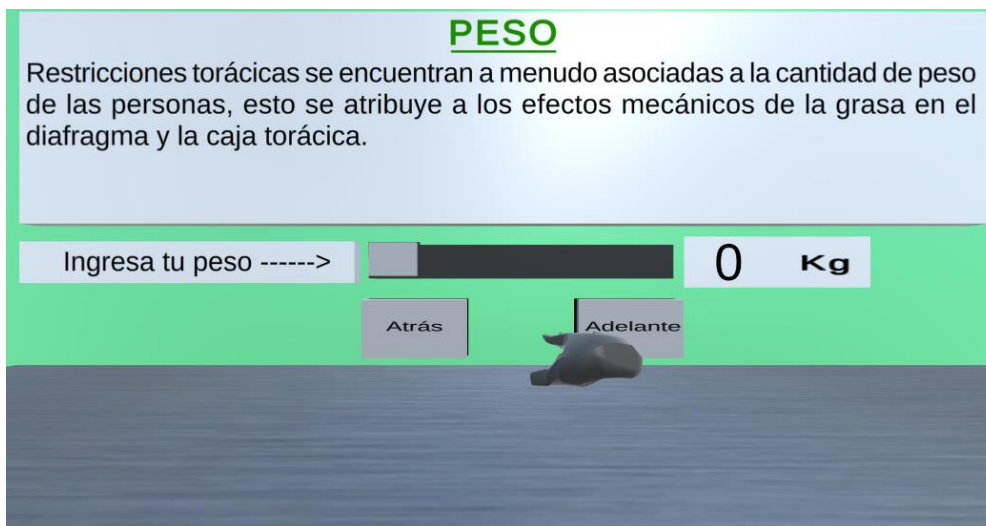 PESO
Restricciones torácicas se encuentran a menudo asociadas a la cantidad de peso
de las personas, esto se atribuye a los efectos mecánicos de la grasa en el
diafragma y la caja torácica.
Ingresa tu peso ------> 0 Kg
Atrás Adelante